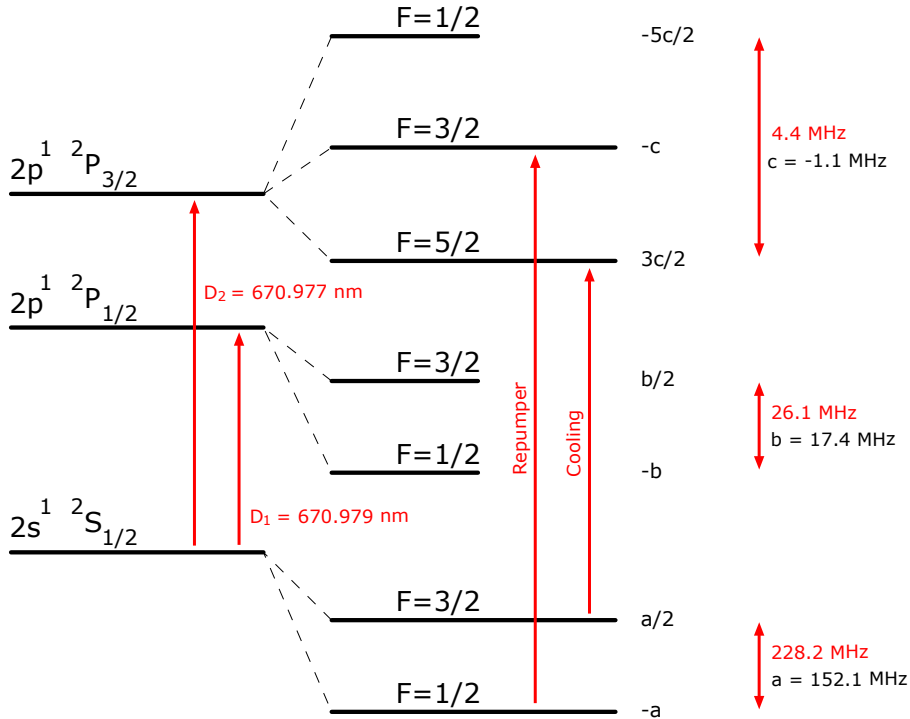 F=1/2
-5c/2
F=3/2
-c
4.4 MHz
c = -1.1 MHz
2p¹ ²P₃/₂
F=5/2
3c/2
D₂ = 670.977 nm
2p¹ ²P₁/₂
F=3/2
b/2
26.1 MHz
b = 17.4 MHz
F=1/2
-b
Repumper
Cooling
D₁ = 670.979 nm
2s¹ ²S₁/₂
F=3/2
a/2
228.2 MHz
a = 152.1 MHz
F=1/2
-a